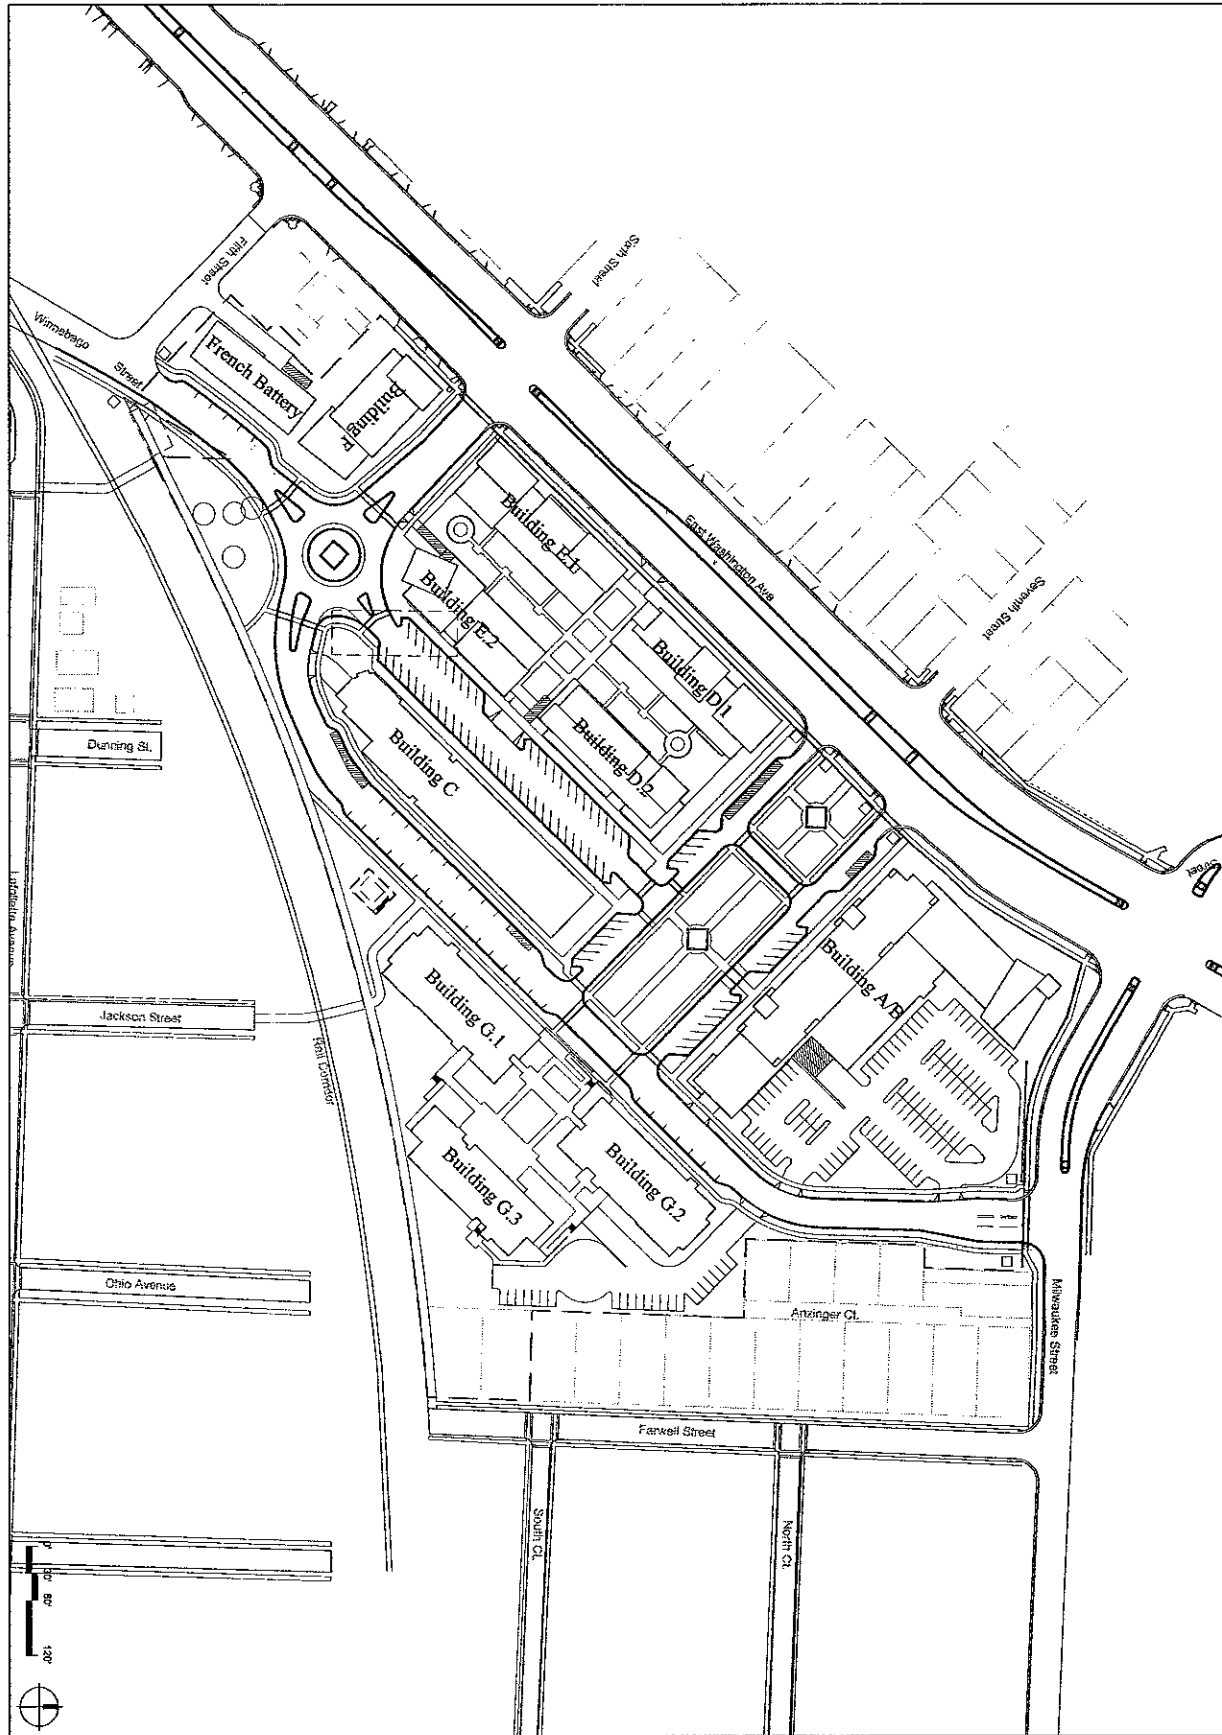 Sixth Street
Fifth Street
Winnebago
Street
French Battery
Building F
Building E.1
East Washington Ave
Building E.2
Seventh Street
Building D.1
Building D.2
Dunning St.
Building C
Street
Building A/B
Building G.1
Jackson Street
Rail Corridor
Building G.2
Building G.3
Ohio Avenue
Anzinger Ct.
Milwaukee Street
Farwell Street
South Ct.
North Ct.
0' 30' 60' 120'